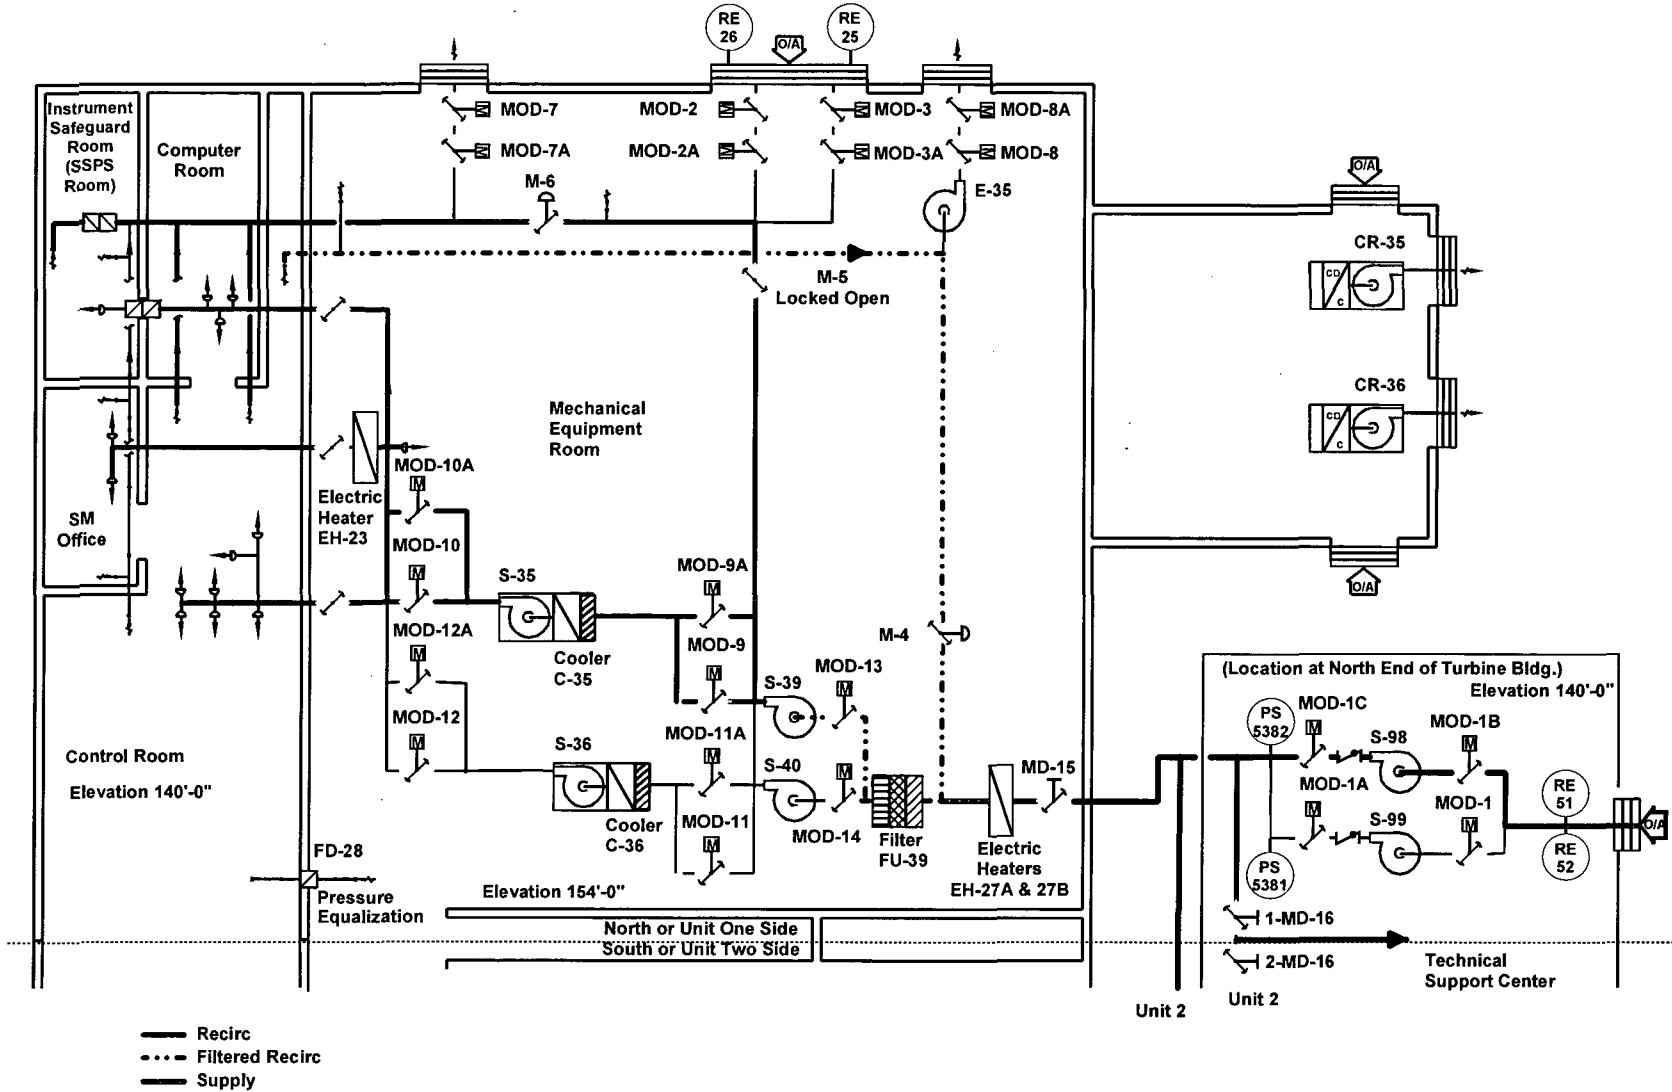 RE
26
RE
25
O/A
Instrument
Safeguard
Room
(SSPS
Room)
Computer
Room
MOD-7
MOD-7A
MOD-2
MOD-2A
MOD-3
MOD-3A
MOD-8A
MOD-8
M-6
E-35
O/A
CR-35
CD
C
M-5
Locked Open
CR-36
CD
C
Mechanical
Equipment
Room
MOD-10A
M
Electric
Heater
EH-23
SM
Office
MOD-10
M
S-35
MOD-9A
M
O/A
MOD-12A
M
Cooler
C-35
MOD-9
M
M-4
MOD-13
M
S-39
MOD-12
M
S-36
MOD-11A
M
S-40
M
MOD-14
Cooler
C-36
MOD-11
M
Filter
FU-39
MD-15
Electric
Heaters
EH-27A & 27B
Control Room
Elevation 140'-0"
FD-28
Pressure
Equalization
Elevation 154'-0"
North or Unit One Side
South or Unit Two Side
(Location at North End of Turbine Bldg.)
Elevation 140'-0"
PS
5382
MOD-1C
M
S-98
MOD-1B
M
MOD-1A
M
S-99
MOD-1
M
RE
51
RE
52
O/A
PS
5381
1-MD-16
2-MD-16
Technical
Support Center
Unit 2
Unit 2
Recirc
Filtered Recirc
Supply